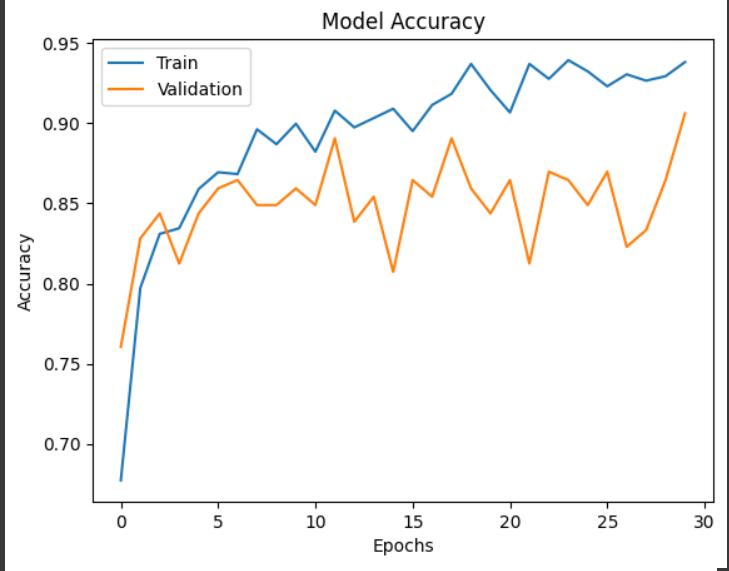 Model Accuracy
Train
Validation
Accuracy
0.95
0.90
0.85
0.80
0.75
0.70
0 5 10 15 20 25 30
Epochs